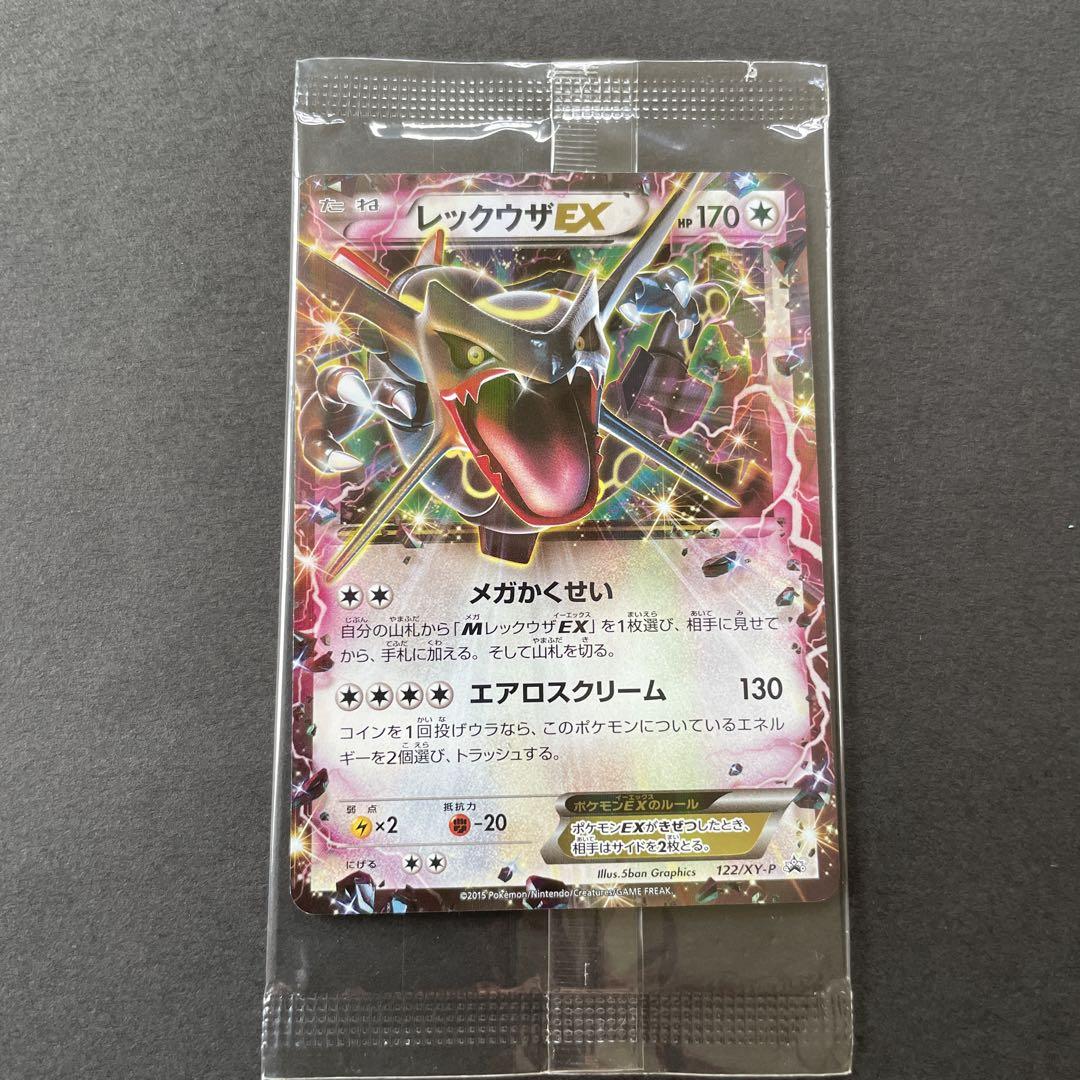 たね レックウザEX HP170
メガかくせい
自分の山札から「MレックウザEX」を1枚選び、相手に見せて
から、手札に加える。そして山札を切る。
エアロスクリーム 130
コインを1回投げウラなら、このポケモンについているエネル
ギーを2個選び、トラッシュする。
弱点 抵抗力
×2 -20
にげる
ポケモンEXのルール
ポケモンEXがきぜつしたとき、
相手はサイドを2枚とる。
Illus.5ban Graphics 122/XY-P
©2015 Pokémon/Nintendo/Creatures/GAME FREAK